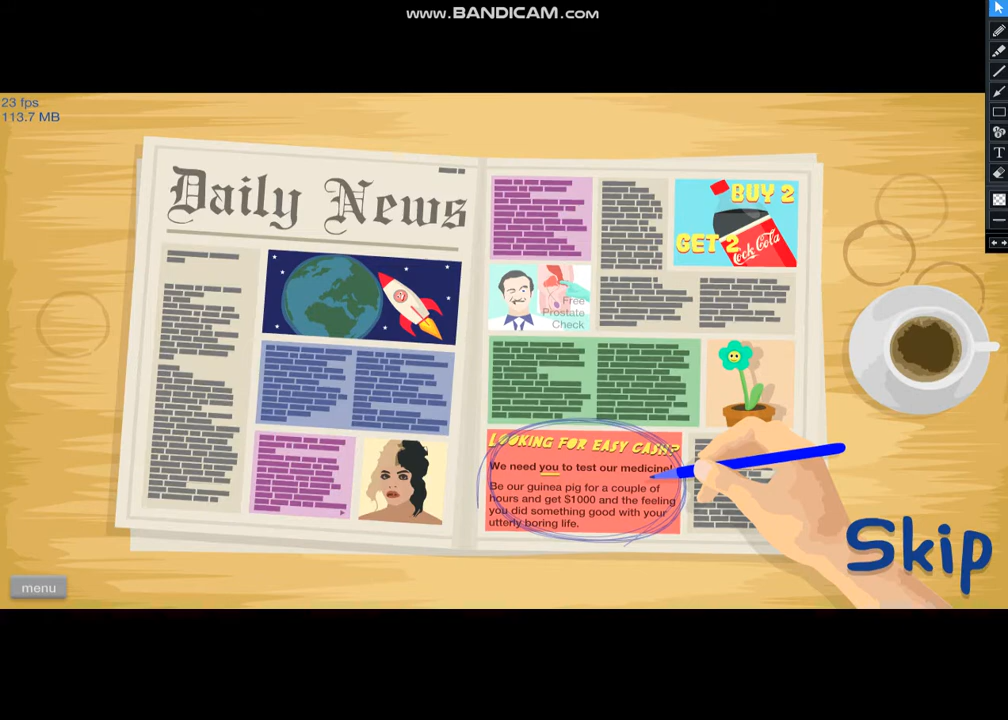 www.BANDICAM.com
23 fps
113.7 MB
Daily News
BUY 2
GET 2
Cock Cola
Free
Prostate
Check
LOOKING FOR EASY CASH?
We need you to test our medicine!
Be our guinea pig for a couple of
hours and get $1000 and the feeling
you did something good with your
utterly boring life.
Skip
menu